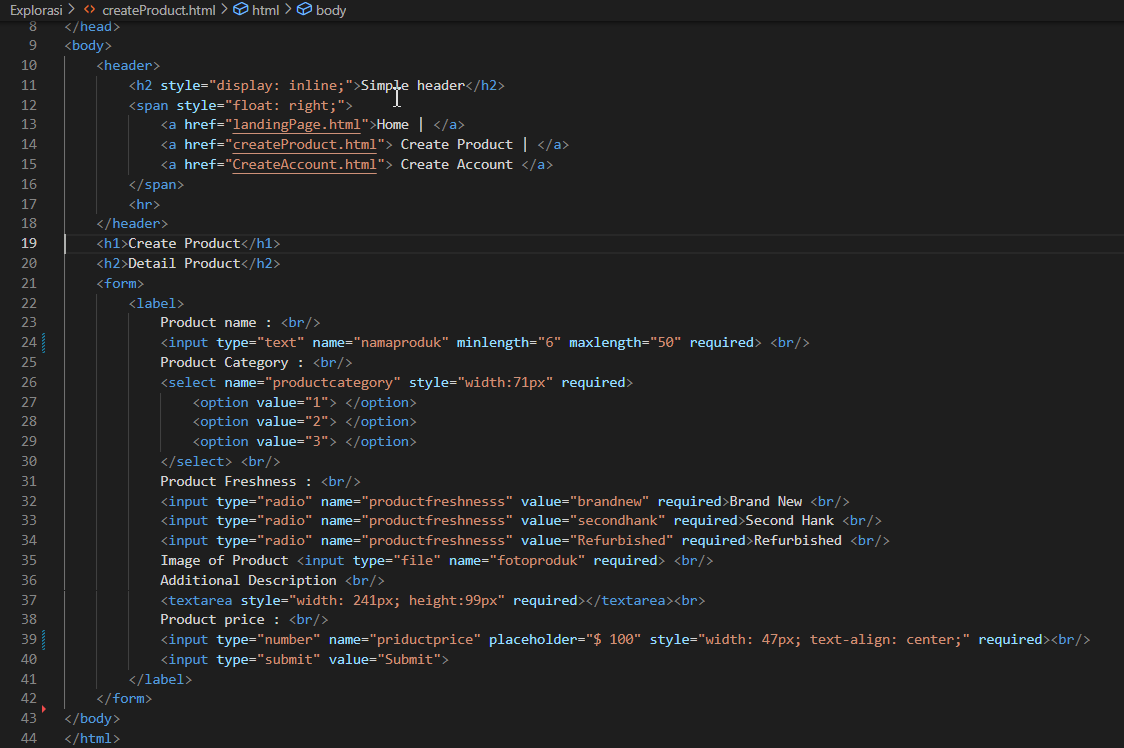 Explorasi > <> createProduct.html > html > body
8 </head>
9 <body>
10 <header>
11 <h2 style="display: inline;">Simple header</h2>
12 <span style="float: right;">
13 <a href="landingPage.html">Home | </a>
14 <a href="createProduct.html"> Create Product | </a>
15 <a href="CreateAccount.html"> Create Account </a>
16 </span>
17 <hr>
18 </header>
19 <h1>Create Product</h1>
20 <h2>Detail Product</h2>
21 <form>
22 <label>
23 Product name : <br/>
24 <input type="text" name="namaproduk" minlength="6" maxlength="50" required> <br/>
25 Product Category : <br/>
26 <select name="productcategory" style="width:71px" required>
27 <option value="1"> </option>
28 <option value="2"> </option>
29 <option value="3"> </option>
30 </select> <br/>
31 Product Freshness : <br/>
32 <input type="radio" name="productfreshnesss" value="brandnew" required>Brand New <br/>
33 <input type="radio" name="productfreshnesss" value="secondhank" required>Second Hank <br/>
34 <input type="radio" name="productfreshnesss" value="Refurbished" required>Refurbished <br/>
35 Image of Product <input type="file" name="fotoproduk" required> <br/>
36 Additional Description <br/>
37 <textarea style="width: 241px; height:99px" required></textarea><br>
38 Product price : <br/>
39 <input type="number" name="priductprice" placeholder="$ 100" style="width: 47px; text-align: center;" required><br/>
40 <input type="submit" value="Submit">
41 </label>
42 </form>
43 </body>
44 </html>